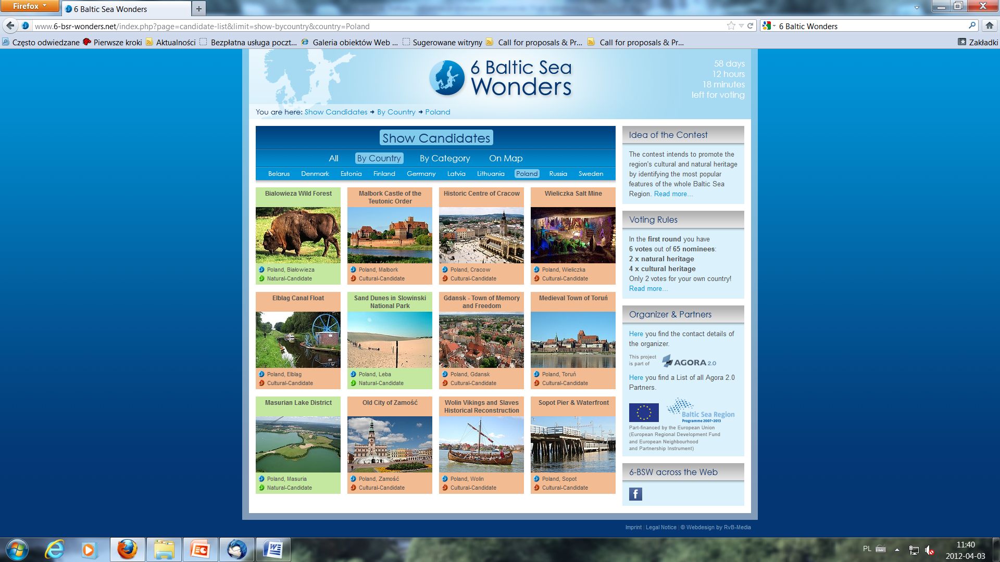 Firefox
6 Baltic Sea Wonders
www.6-bsr-wonders.net/index.php?page=candidate-list&limit=show-bycountry&country=Poland
6 Baltic Wonders
Często odwiedzane Pierwsze kroki Aktualności Bezpłatna usługa poczt... Galeria obiektów Web ... Sugerowane witryny Call for proposals & Pr... Call for proposals & Pr... Zakładki
6 Baltic Sea
Wonders
58 days
12 hours
18 minutes
left for voting
You are here: Show Candidates → By Country → Poland
Show Candidates
All By Country By Category On Map
Belarus Denmark Estonia Finland Germany Latvia Lithuania Poland Russia Sweden
Bialowieza Wild Forest
Poland, Białowieza
Natural-Candidate
Malbork Castle of the
Teutonic Order
Poland, Malbork
Cultural-Candidate
Historic Centre of Cracow
Poland, Cracow
Cultural-Candidate
Wieliczka Salt Mine
Poland, Wieliczka
Cultural-Candidate
Elblag Canal Float
Poland, Elblag
Cultural-Candidate
Sand Dunes in Slowinski
National Park
Poland, Leba
Natural-Candidate
Gdansk - Town of Memory
and Freedom
Poland, Gdansk
Cultural-Candidate
Medieval Town of Toruń
Poland, Toruń
Cultural-Candidate
Masurian Lake District
Poland, Masuria
Natural-Candidate
Old City of Zamość
Poland, Zamość
Cultural-Candidate
Wolin Vikings and Slaves
Historical Reconstruction
Poland, Wolin
Cultural-Candidate
Sopot Pier & Waterfront
Poland, Sopot
Cultural-Candidate
Idea of the Contest
The contest intends to promote the
region's cultural and natural heritage
by identifying the most popular
features of the whole Baltic Sea
Region. Read more...
Voting Rules
In the first round you have
6 votes out of 65 nominees:
2 x natural heritage
4 x cultural heritage
Only 2 votes for your own country!
Read more...
Organizer & Partners
Here you find the contact details of
the organizer.
This project
is part of
AGORA 2.0
Here you find a List of all Agora 2.0
Partners.
Baltic Sea Region
Programme 2007-2013
Part-financed by the European Union
(European Regional Development Fund
and European Neighbourhood
and Partnership Instrument)
6-BSW across the Web
f
Imprint | Legal Notice | © Webdesign by RvB-Media
PL
11:40
2012-04-03